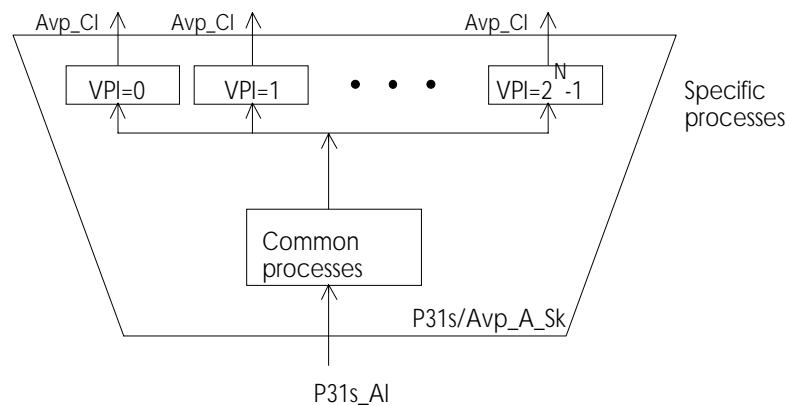 Avp_CI Avp_CI Avp_CI
VPI=0 VPI=1 • • • VPI=2^N-1
Specific
processes
Common
processes
P31s/Avp_A_Sk
P31s_AI